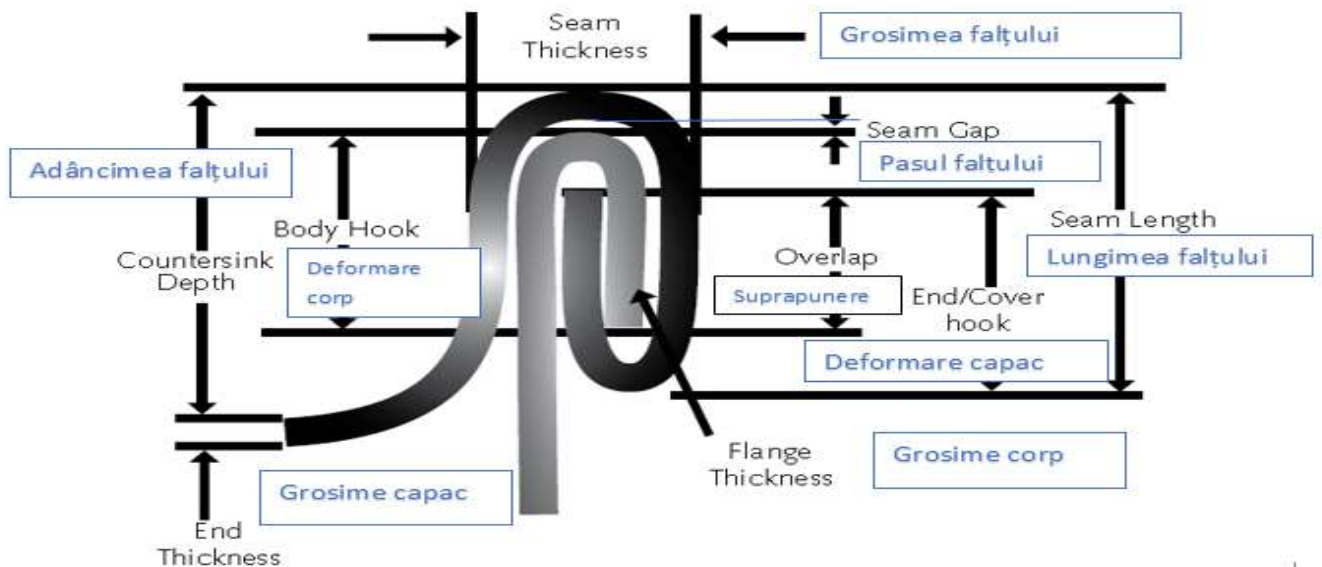 Seam
Thickness
Grosimea falțului
Seam Gap
Pasul falțului
Adâncimea falțului
Body Hook
Deformare
corp
Countersink
Depth
Seam Length
Lungimea falțului
Overlap
Suprapunere
End/Cover
hook
Deformare capac
Flange
Thickness
Grosime corp
Grosime capac
End
Thickness